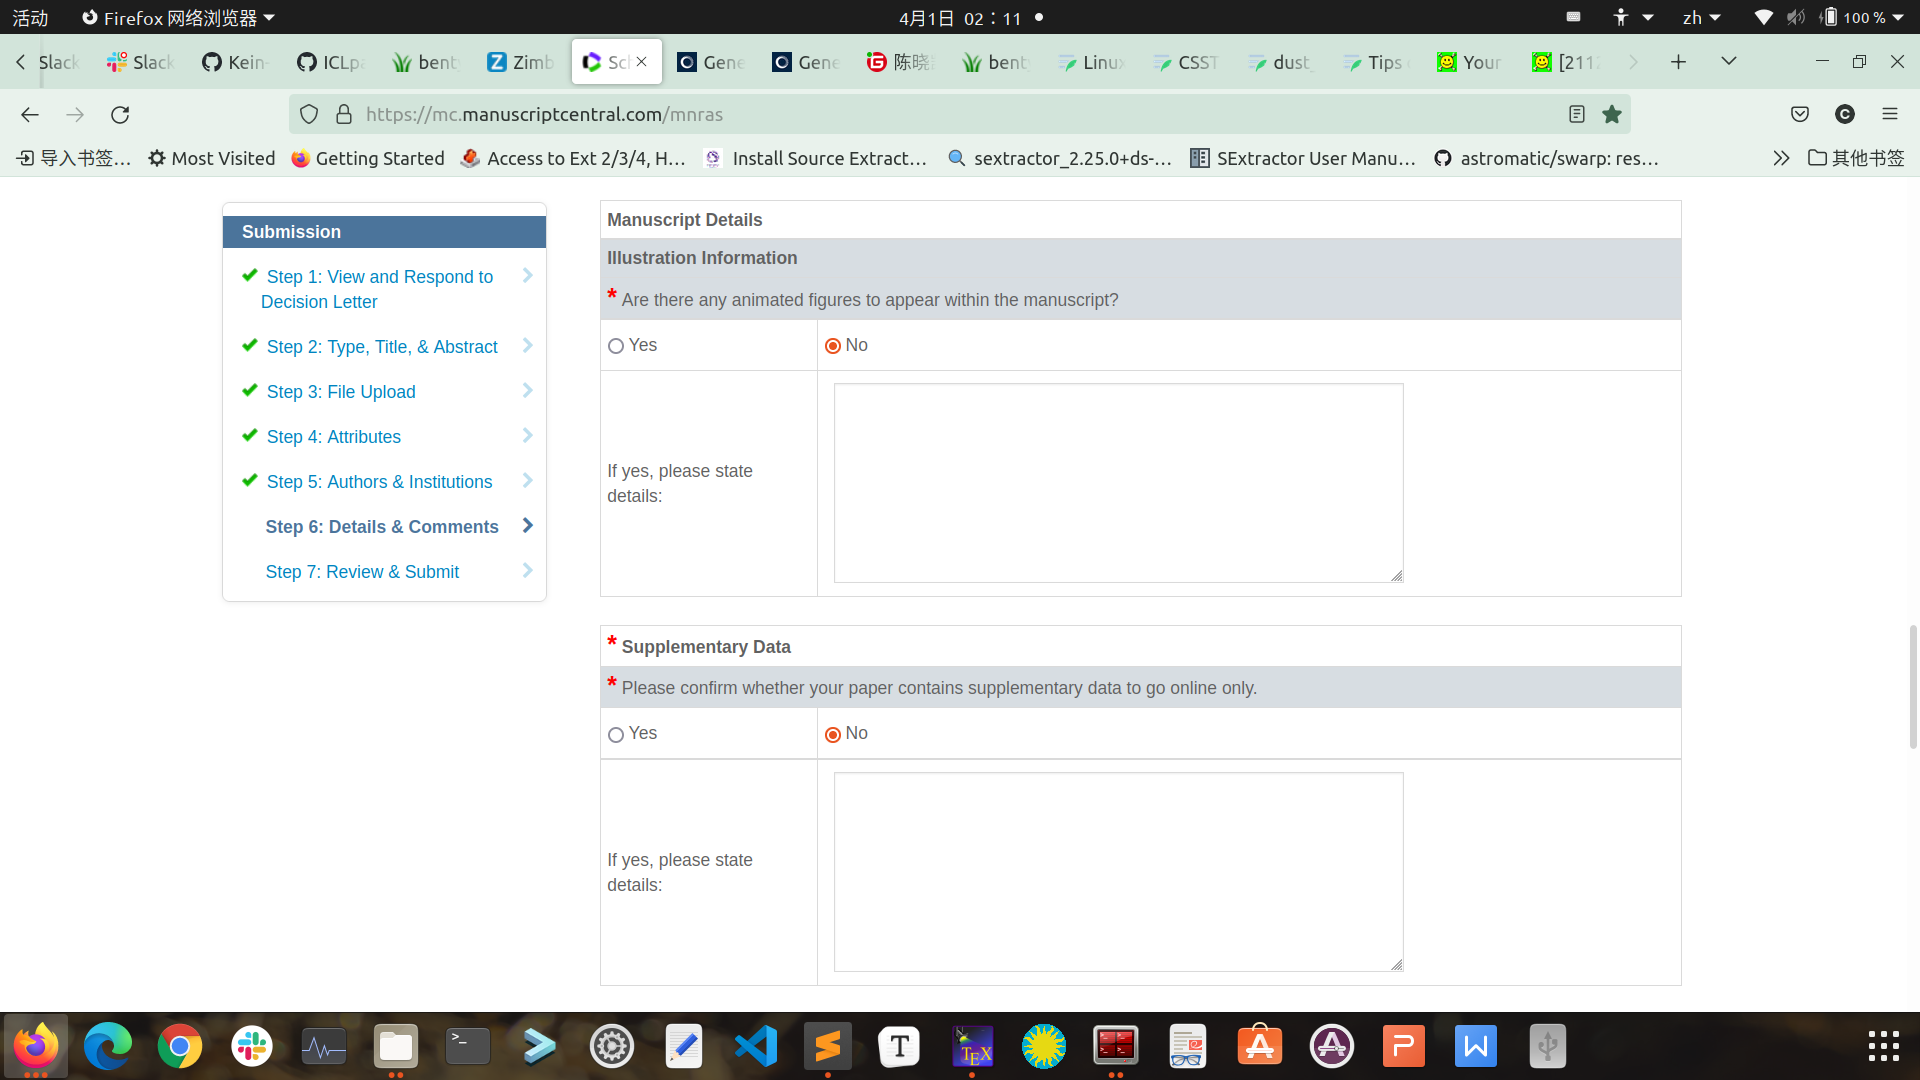 活动
Firefox 网络浏览器
4月1日 02：11
zh
100 %
Slack
Slack
Kein-
ICLpa
bent
Zimb
Sc
Gene
Gene
陈晓
bent
Linux
CSST
dust_
Tips
Your
[2112
https://mc.manuscriptcentral.com/mnras
导入书签…
Most Visited
Getting Started
Access to Ext 2/3/4, H…
Install Source Extract…
sextractor_2.25.0+ds-…
SExtractor User Manu…
astromatic/swarp: res…
其他书签
Submission
Step 1: View and Respond to
Decision Letter
Step 2: Type, Title, & Abstract
Step 3: File Upload
Step 4: Attributes
Step 5: Authors & Institutions
Step 6: Details & Comments
Step 7: Review & Submit
Manuscript Details
Illustration Information
* Are there any animated figures to appear within the manuscript?
Yes
No
If yes, please state
details:
* Supplementary Data
* Please confirm whether your paper contains supplementary data to go online only.
Yes
No
If yes, please state
details: